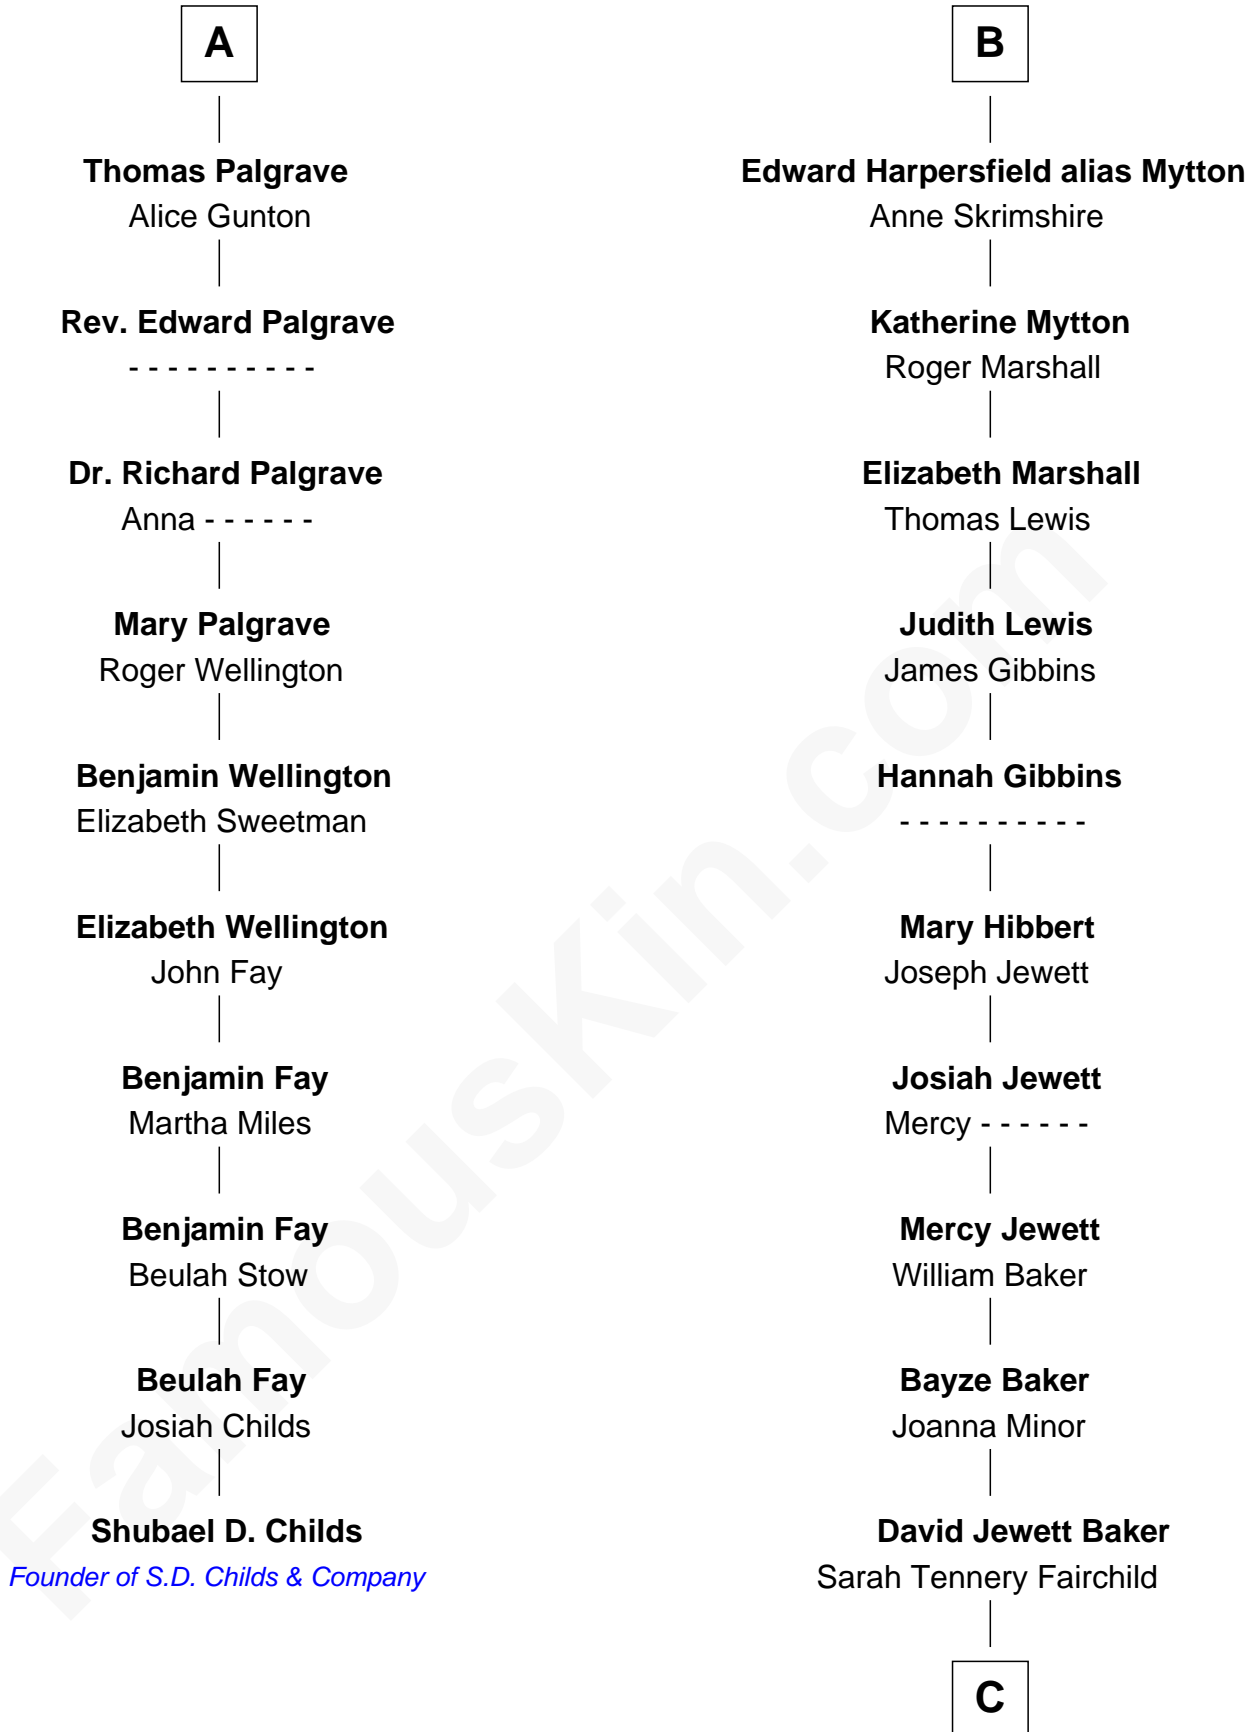 A
Thomas Palgrave
Alice Gunton
Rev. Edward Palgrave
- - - - - - - - - -
Dr. Richard Palgrave
Anna - - - - - -
Mary Palgrave
Roger Wellington
Benjamin Wellington
Elizabeth Sweetman
Elizabeth Wellington
John Fay
Benjamin Fay
Martha Miles
Benjamin Fay
Beulah Stow
Beulah Fay
Josiah Childs
Shubael D. Childs
Founder of S.D. Childs & Company
B
Edward Harpersfield alias Mytton
Anne Skrimshire
Katherine Mytton
Roger Marshall
Elizabeth Marshall
Thomas Lewis
Judith Lewis
James Gibbins
Hannah Gibbins
- - - - - - - - - -
Mary Hibbert
Joseph Jewett
Josiah Jewett
Mercy - - - - - -
Mercy Jewett
William Baker
Bayze Baker
Joanna Minor
David Jewett Baker
Sarah Tennery Fairchild
C
FamousKin.com